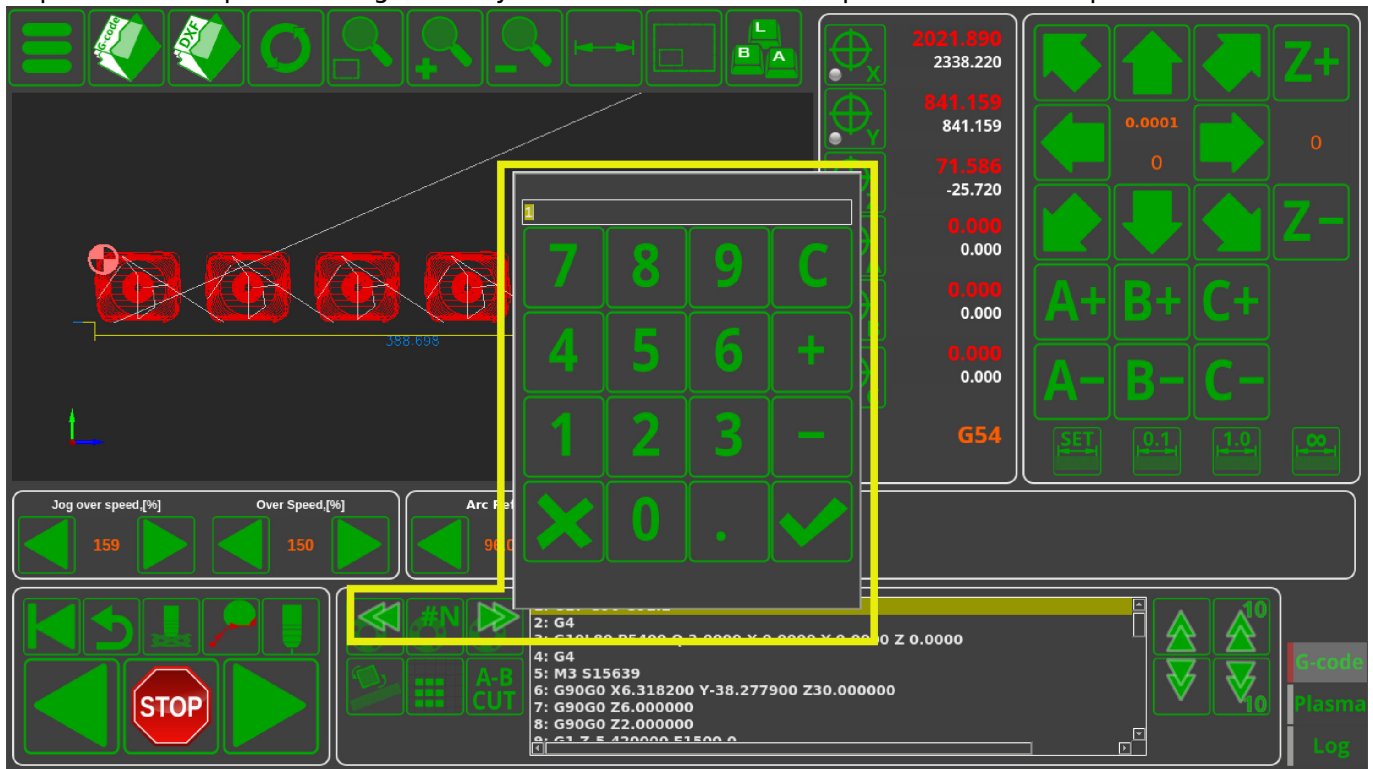 G-code
DXF
L
B
A
X
2021.890
2338.220
Z+
Y
841.159
841.159
0.0001
0
0
71.586
-25.720
Z-
0.000
0.000
0.000
0.000
A+ B+ C+
0.000
0.000
A- B- C-
388.698
G54
SET 0.1 1.0 ∞
1
7 8 9 C
4 5 6 +
1 2 3 -
0 .
Jog over speed,[%] Over Speed,[%] Arc
159 150
#N
A-B
CUT
2: G4
4: G4
5: M3 S15639
6: G90G0 X6.318200 Y-38.277900 Z30.000000
7: G90G0 Z6.000000
8: G90G0 Z2.000000
STOP
10
10
G-code
Plasma
Log